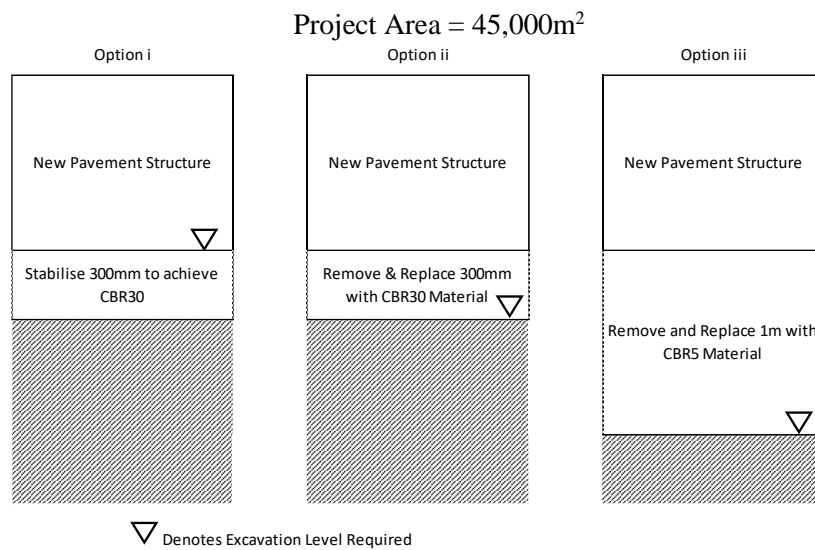 Project Area = 45,000m²
Option i
Option ii
Option iii
New Pavement Structure
New Pavement Structure
New Pavement Structure
Stabilise 300mm to achieve
CBR30
Remove & Replace 300mm
with CBR30 Material
Remove and Replace 1m with
CBR5 Material
Denotes Excavation Level Required